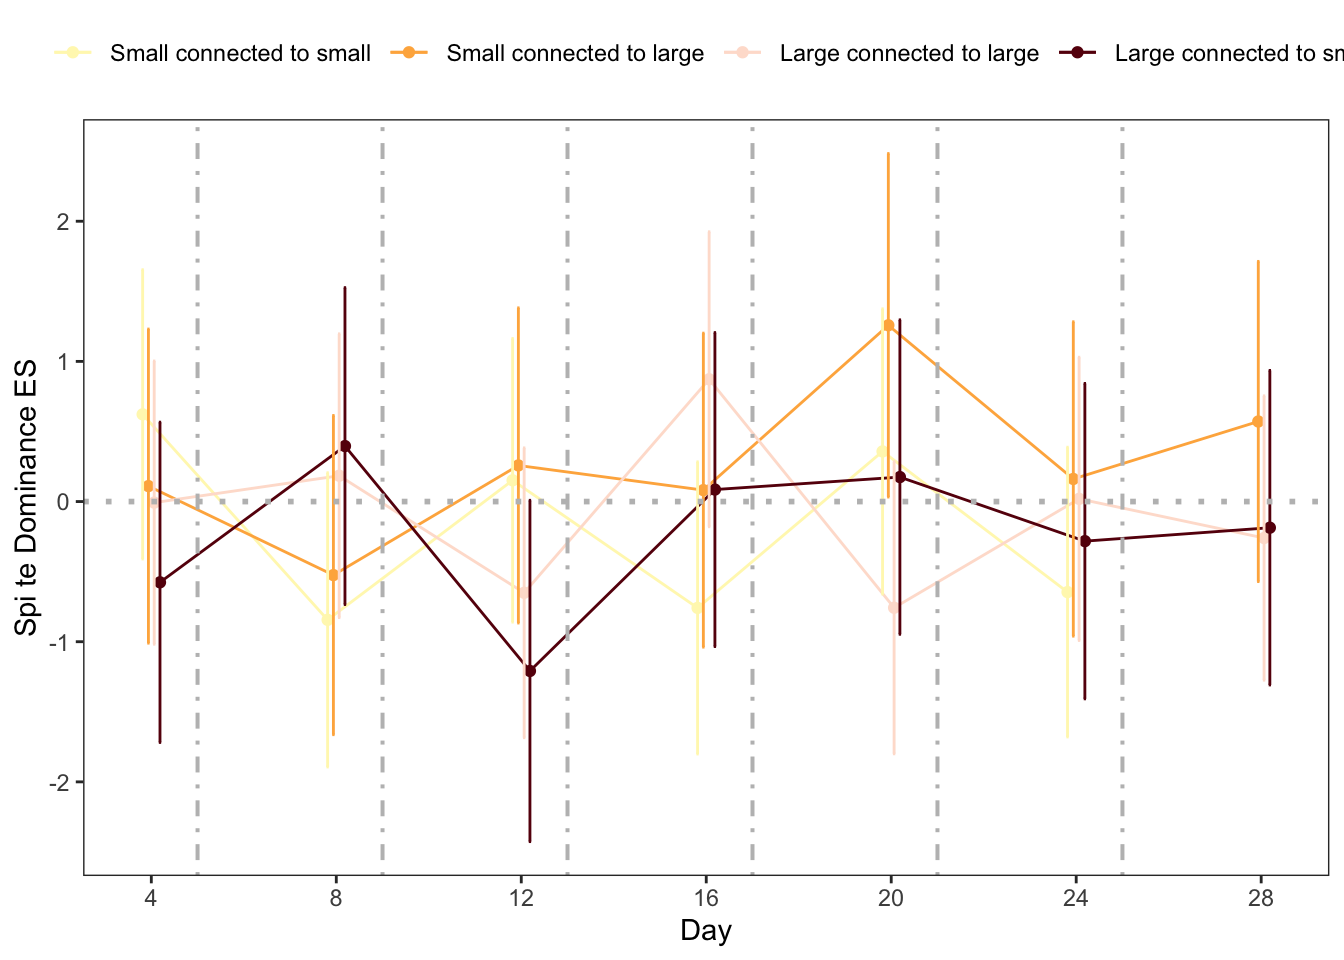 Small connected to small Small connected to large Large connected to large Large connected to sm
2
1
0
-1
-2
Spi te Dominance ES
4 8 12 16 20 24 28
Day